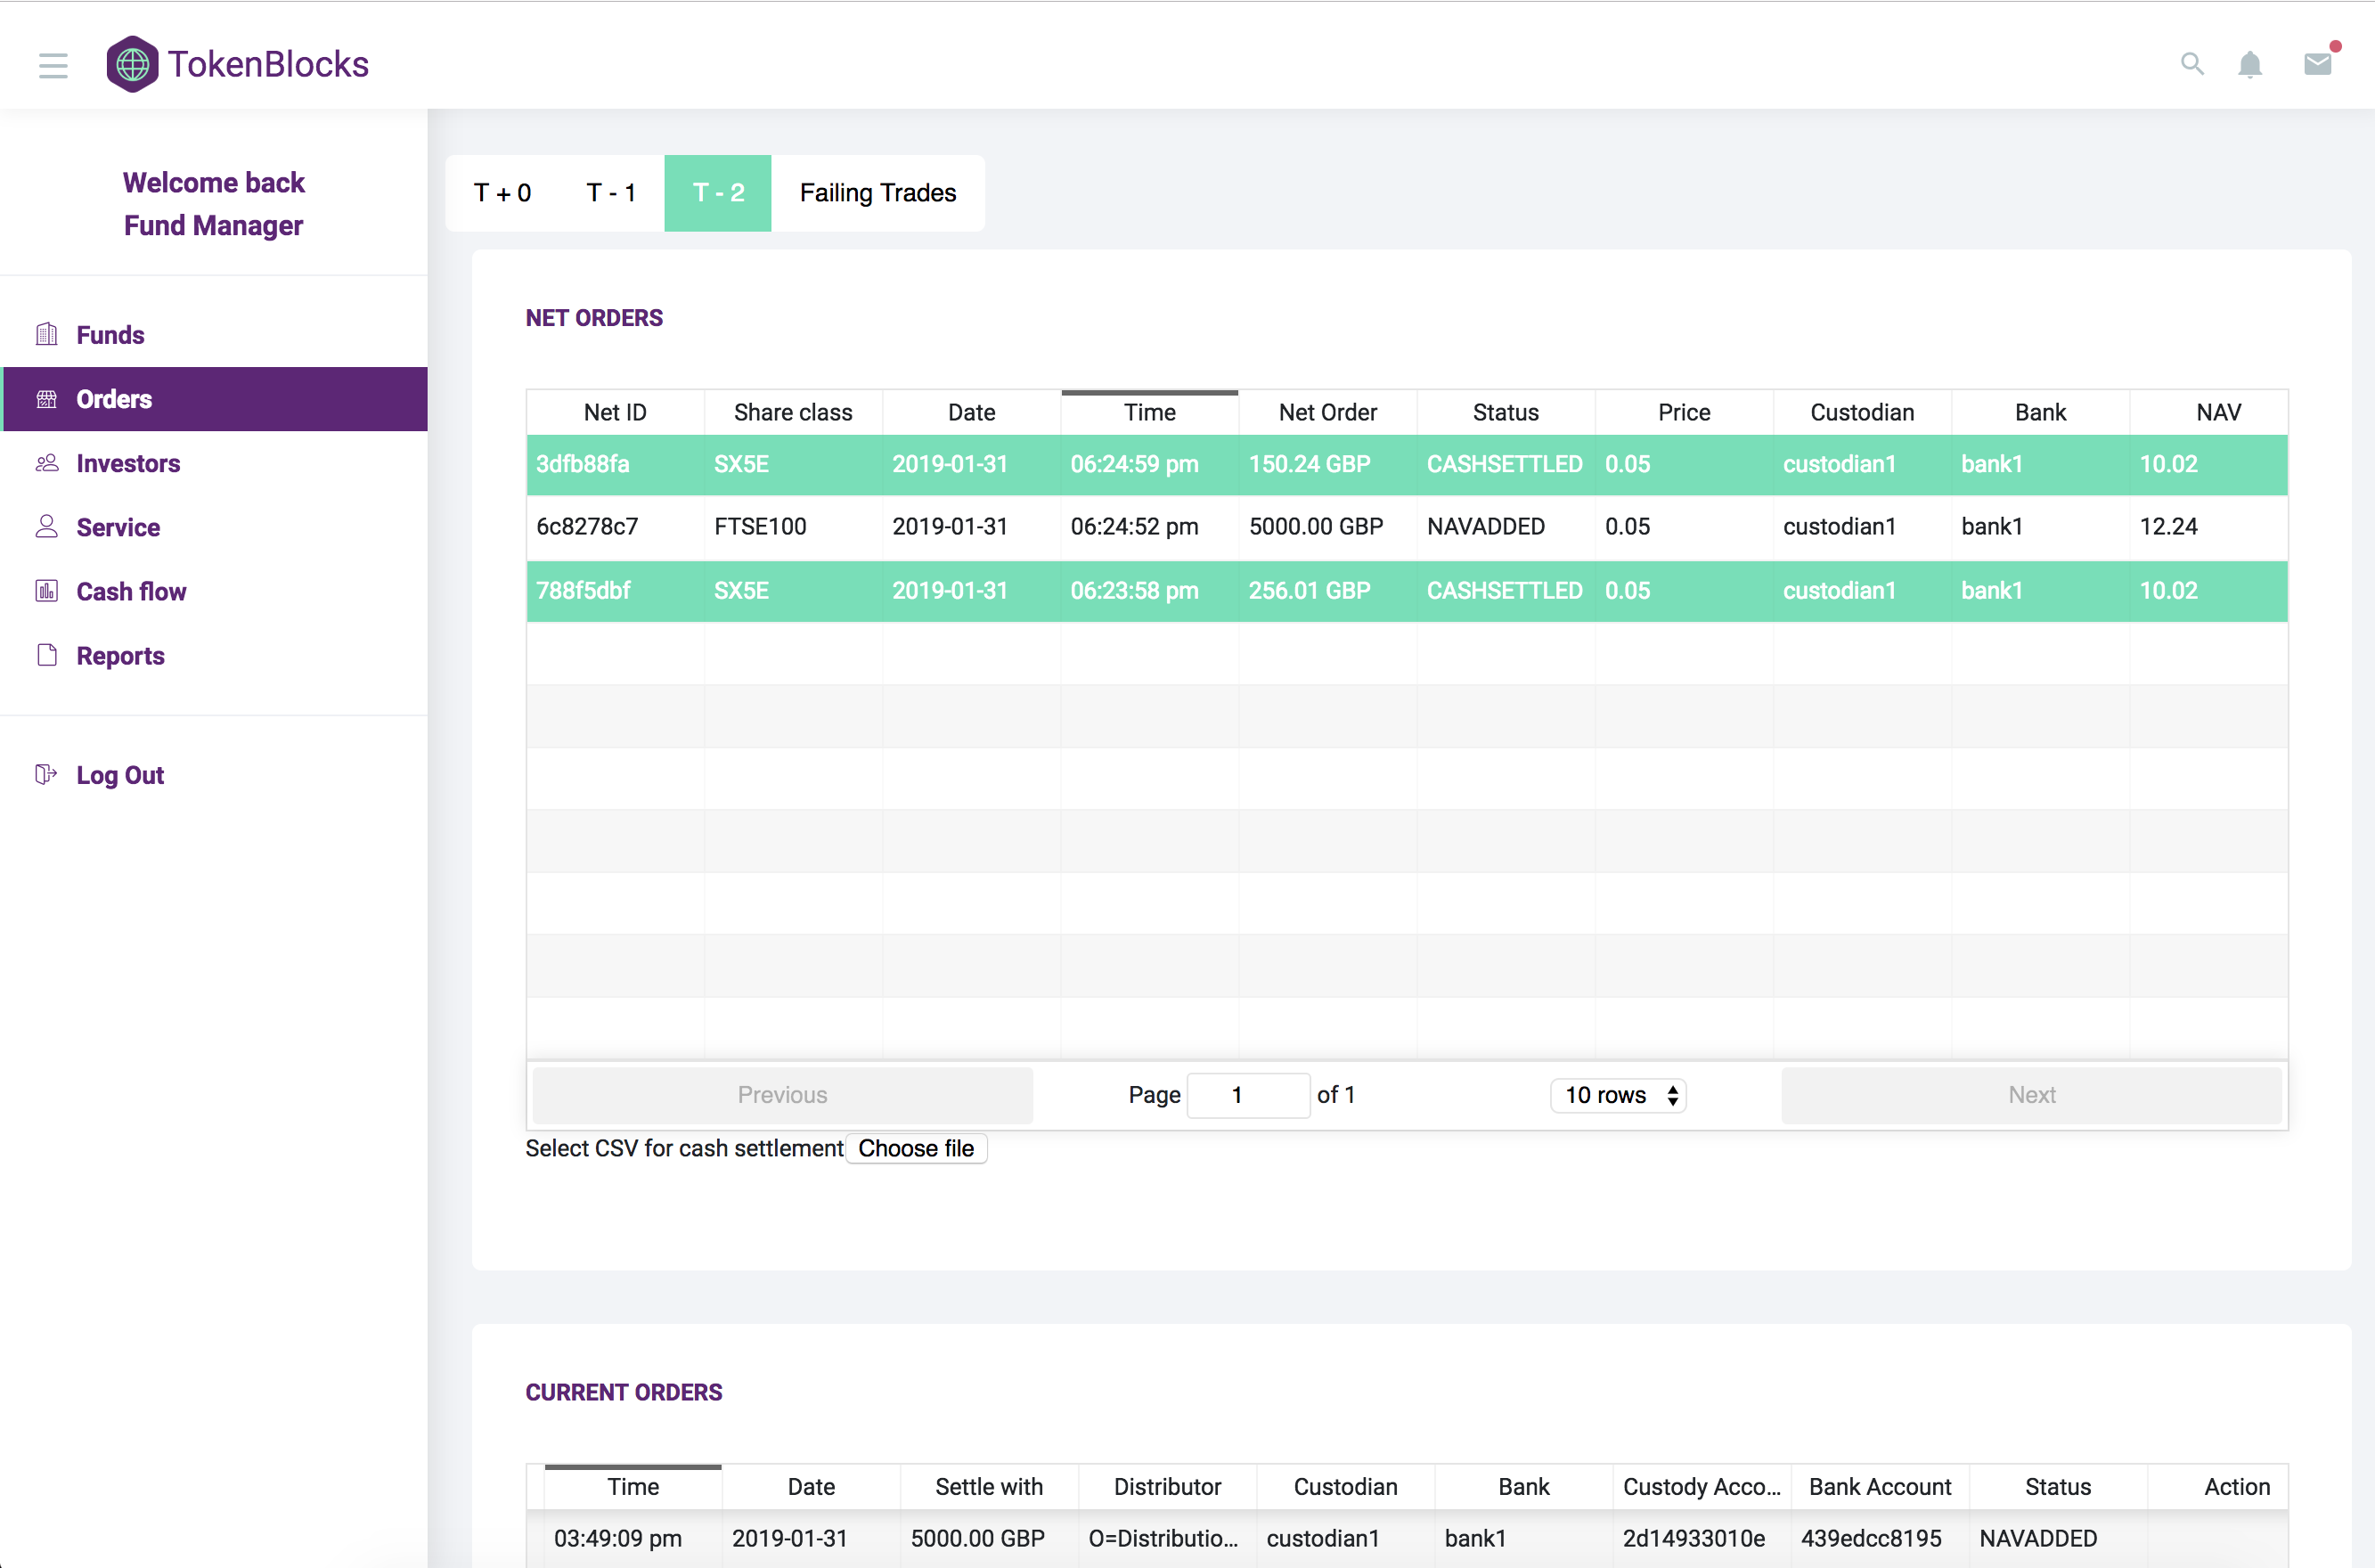 TokenBlocks
Welcome back
Fund Manager
Funds
Orders
Investors
Service
Cash flow
Reports
Log Out
T + 0 T - 1 T - 2 Failing Trades
NET ORDERS
Net ID Share class Date Time Net Order Status Price Custodian Bank NAV
3dfb88fa SX5E 2019-01-31 06:24:59 pm 150.24 GBP CASHSETTLED 0.05 custodian1 bank1 10.02
6c8278c7 FTSE100 2019-01-31 06:24:52 pm 5000.00 GBP NAVADDED 0.05 custodian1 bank1 12.24
788f5dbf SX5E 2019-01-31 06:23:58 pm 256.01 GBP CASHSETTLED 0.05 custodian1 bank1 10.02
Previous Page 1 of 1 10 rows Next
Select CSV for cash settlement Choose file
CURRENT ORDERS
Time Date Settle with Distributor Custodian Bank Custody Acco... Bank Account Status Action
03:49:09 pm 2019-01-31 5000.00 GBP O=Distributio... custodian1 bank1 2d14933010e 439edcc8195 NAVADDED